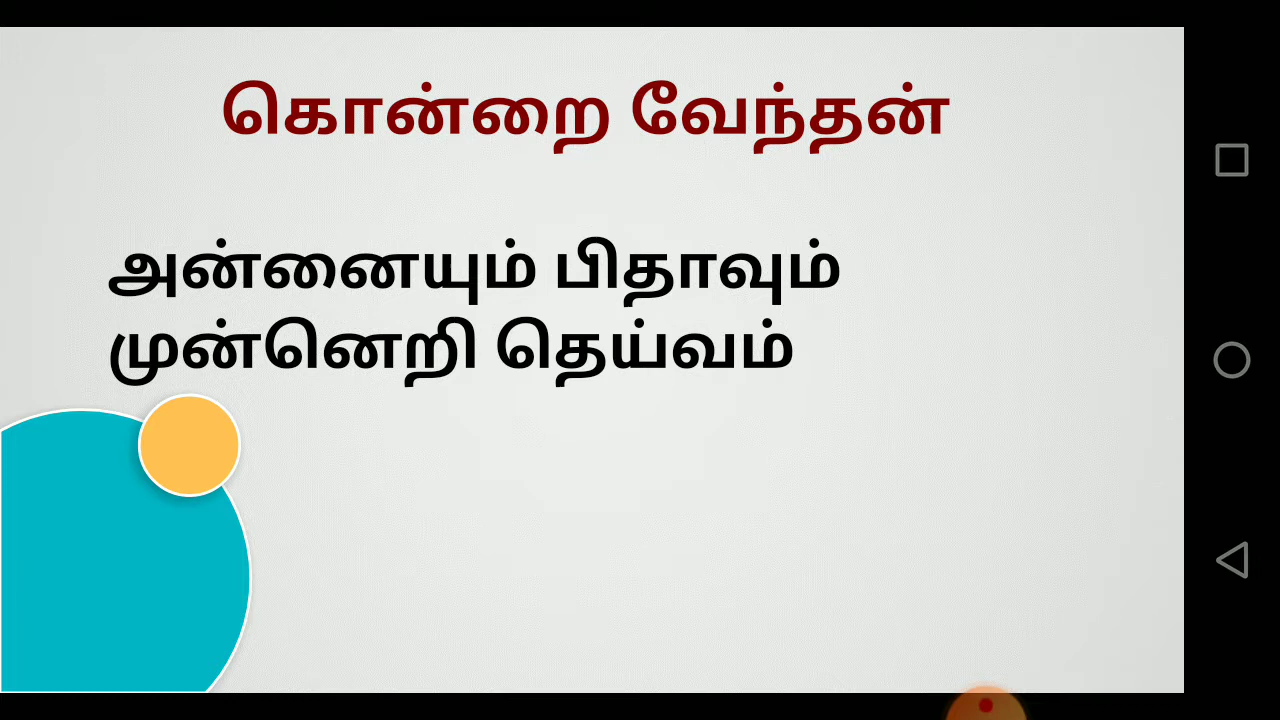 கொன்றை வேந்தன்
அன்னையும் பிதாவும்
முன்னெறி தெய்வம்